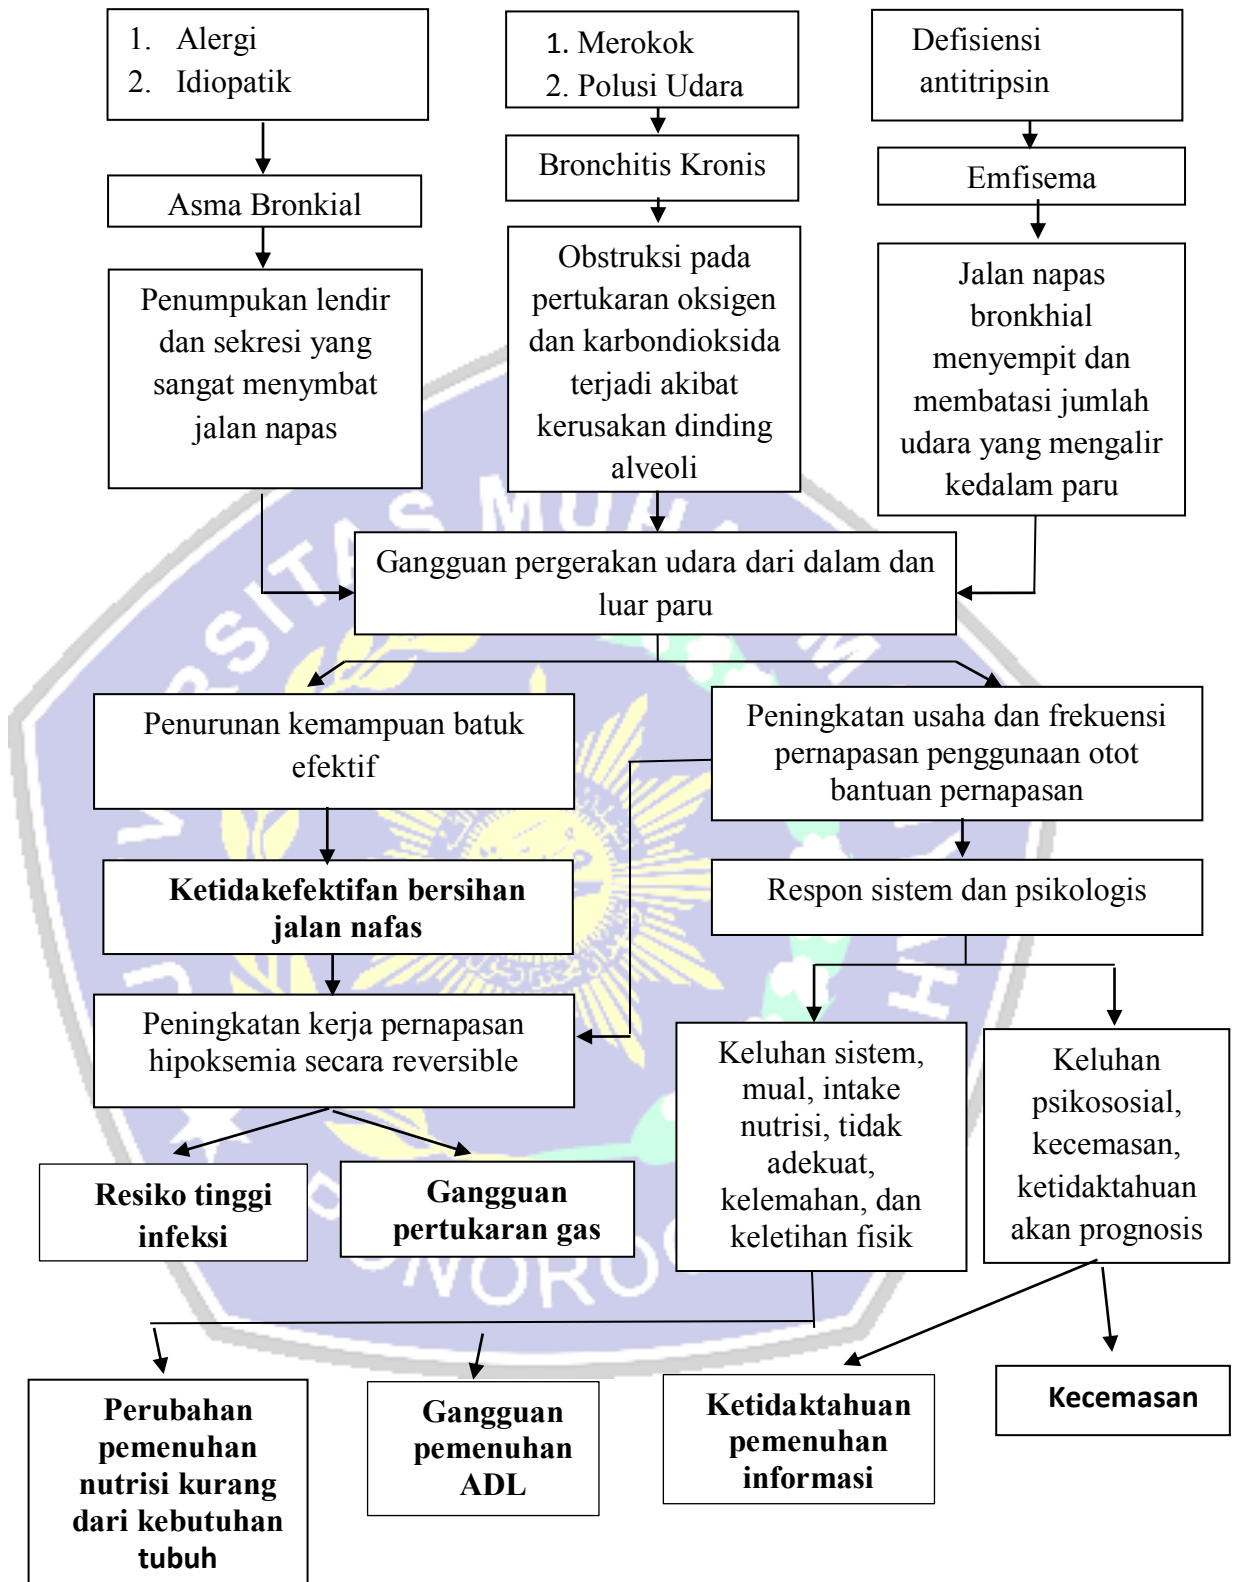 1. Alergi
2. Idiopatik
1. Merokok
2. Polusi Udara
Defisiensi
antitripsin
Asma Bronkial
Bronchitis Kronis
Emfisema
Penumpukan lendir
dan sekresi yang
sangat menymbat
jalan napas
Obstruksi pada
pertukaran oksigen
dan karbondioksida
terjadi akibat
kerusakan dinding
alveoli
Jalan napas
bronkhial
menyempit dan
membatasi jumlah
udara yang mengalir
kedalam paru
Gangguan pergerakan udara dari dalam dan
luar paru
Penurunan kemampuan batuk
efektif
Peningkatan usaha dan frekuensi
pernapasan penggunaan otot
bantuan pernapasan
Ketidakefektifan bersihan
jalan nafas
Respon sistem dan psikologis
Peningkatan kerja pernapasan
hipoksemia secara reversible
Keluhan sistem,
mual, intake
nutrisi, tidak
adekuat,
kelemahan, dan
keletihan fisik
Keluhan
psikososial,
kecemasan,
ketidaktahuan
akan prognosis
Resiko tinggi
infeksi
Gangguan
pertukaran gas
Perubahan
pemenuhan
nutrisi kurang
dari kebutuhan
tubuh
Gangguan
pemenuhan
ADL
Ketidaktahuan
pemenuhan
informasi
Kecemasan